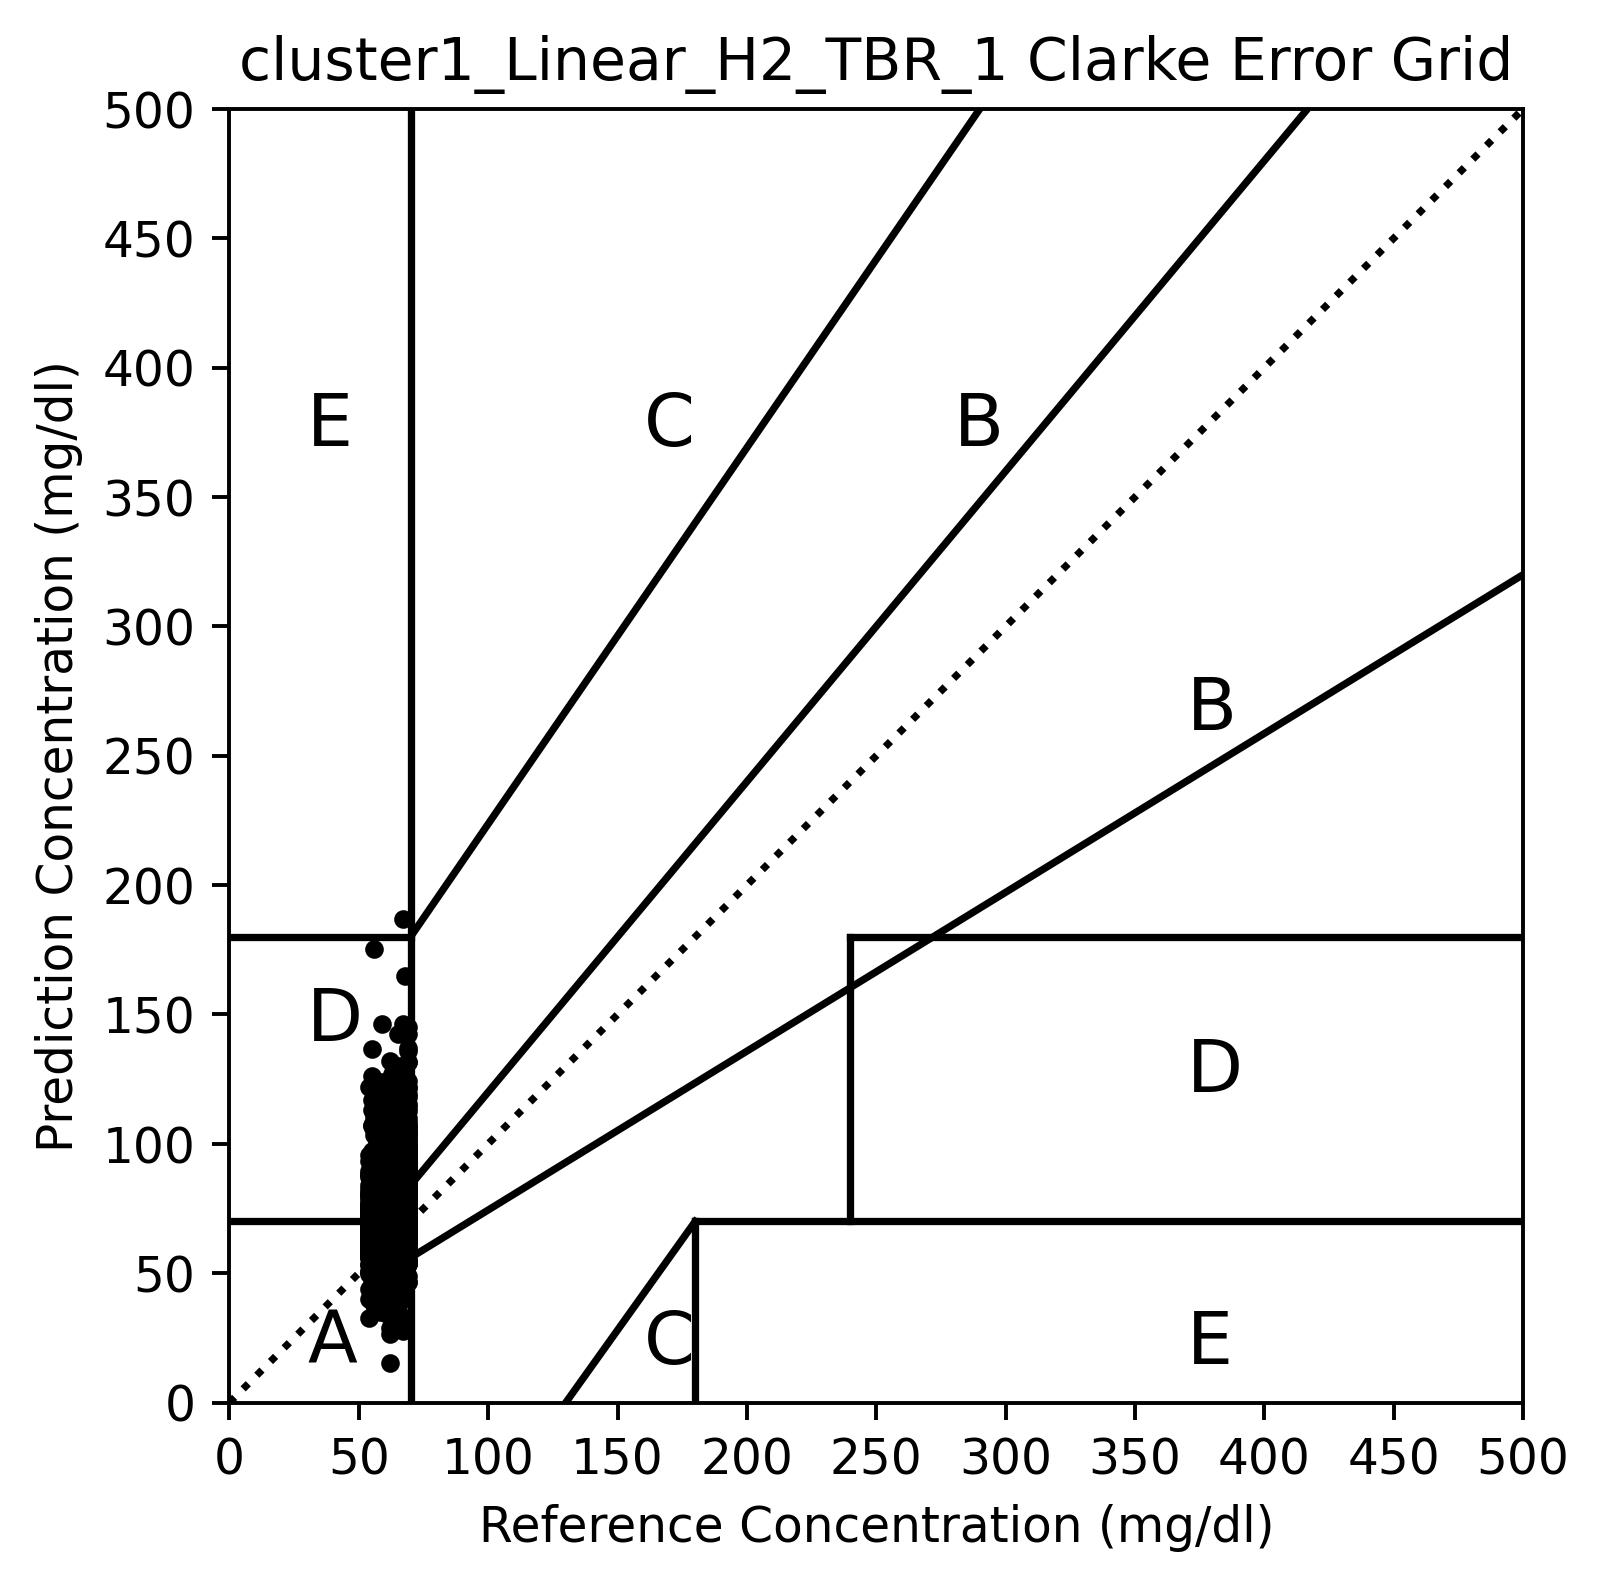 cluster1_Linear_H2_TBR_1 Clarke Error Grid
500
450
400
350
300
250
200
150
100
50
0
Prediction Concentration (mg/dl)
E
C
B
B
D
D
A
C
E
0 50 100 150 200 250 300 350 400 450 500
Reference Concentration (mg/dl)